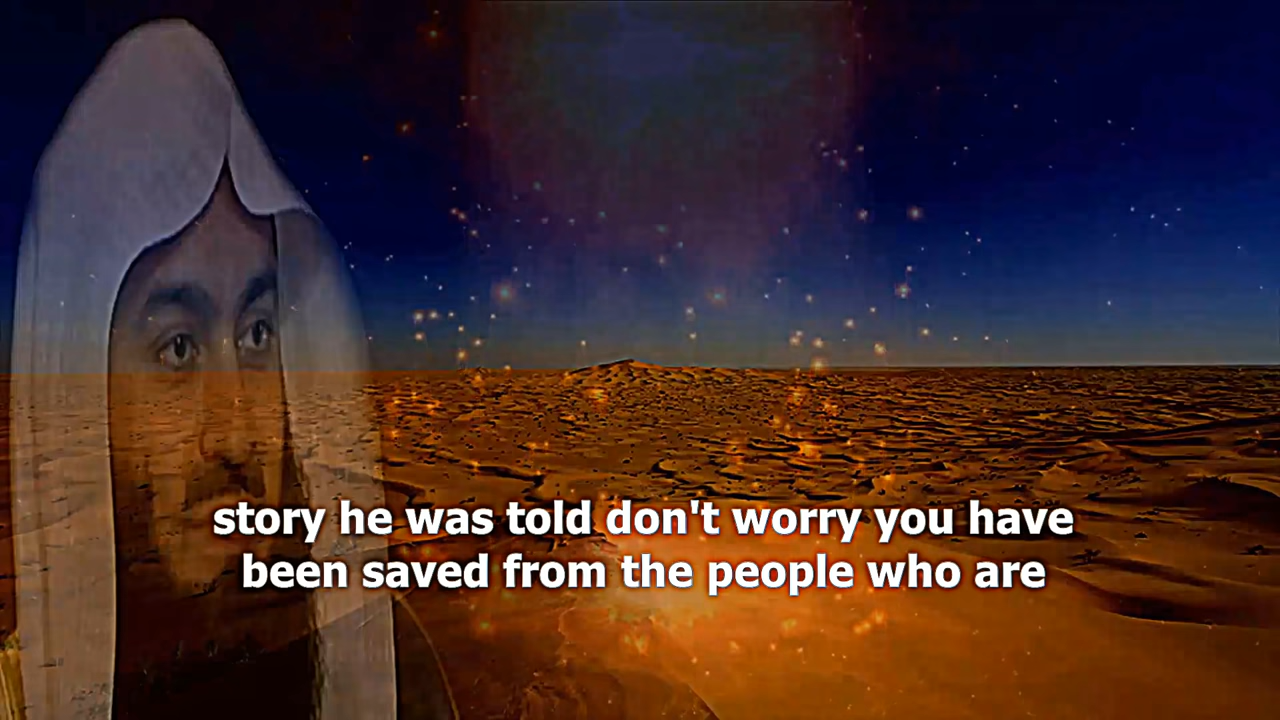 story he was told don't worry you have
been saved from the people who are